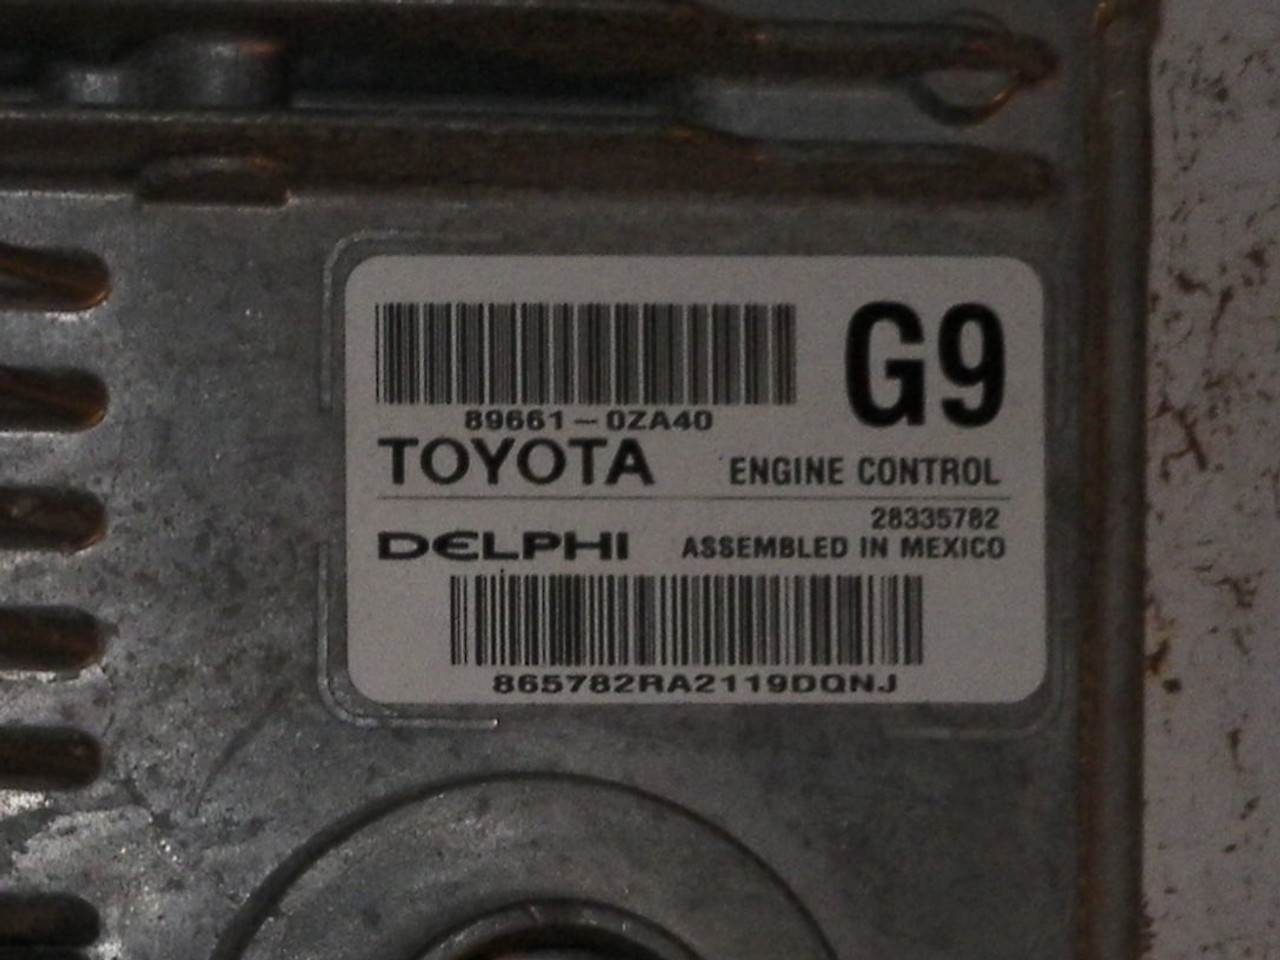 G9
89661-0ZA40
TOYOTA ENGINE CONTROL
28335782
DELPHI ASSEMBLED IN MEXICO
865782RA2119DQNJ